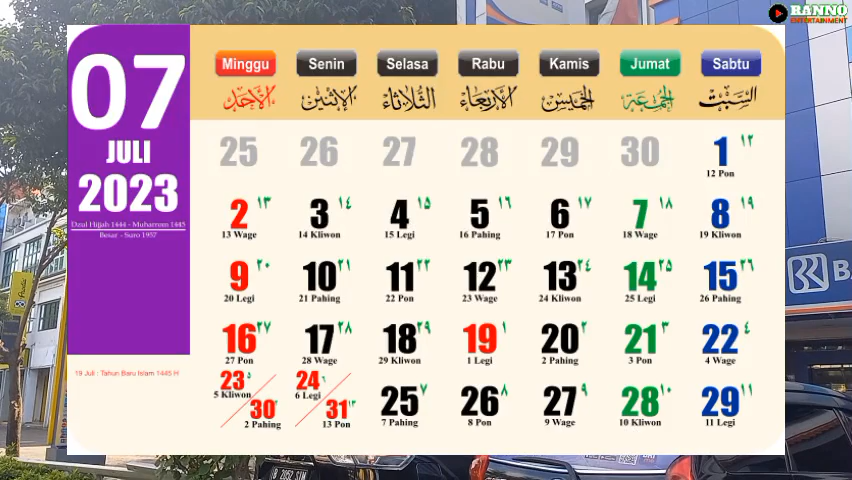 RANNO
ENTERTAINMENT
07
JULI
2023
Dzul Hijjah 1444 - Muharrom 1445
Besar - Suro 1957
19 Juli : Tahun Baru Islam 1445 H
Minggu Senin Selasa Rabu Kamis Jumat Sabtu
الأحد الإثنين الثلاثاء الأربعاء الخميس الجمعة السبت
25 26 27 28 29 30 1 ١٢
12 Pon
2 ١٣ 3 ١٤ 4 ١٥ 5 ١٦ 6 ١٧ 7 ١٨ 8 ١٩
13 Wage 14 Kliwon 15 Legi 16 Pahing 17 Pon 18 Wage 19 Kliwon
9 ٢٠ 10 ٢١ 11 ٢٢ 12 ٢٣ 13 ٢٤ 14 ٢٥ 15 ٢٦
20 Legi 21 Pahing 22 Pon 23 Wage 24 Kliwon 25 Legi 26 Pahing
16 ٢٧ 17 ٢٨ 18 ٢٩ 19 ١ 20 ٢ 21 ٣ 22 ٤
27 Pon 28 Wage 29 Kliwon 1 Legi 2 Pahing 3 Pon 4 Wage
23 ٥ 24
5 Kliwon 6 Legi
30 31 ١٣ 25 ٧ 26 ٨ 27 ٩ 28 ١٠ 29 ١١
2 Pahing 13 Pon 7 Pahing 8 Pon 9 Wage 10 Kliwon 11 Legi
BR